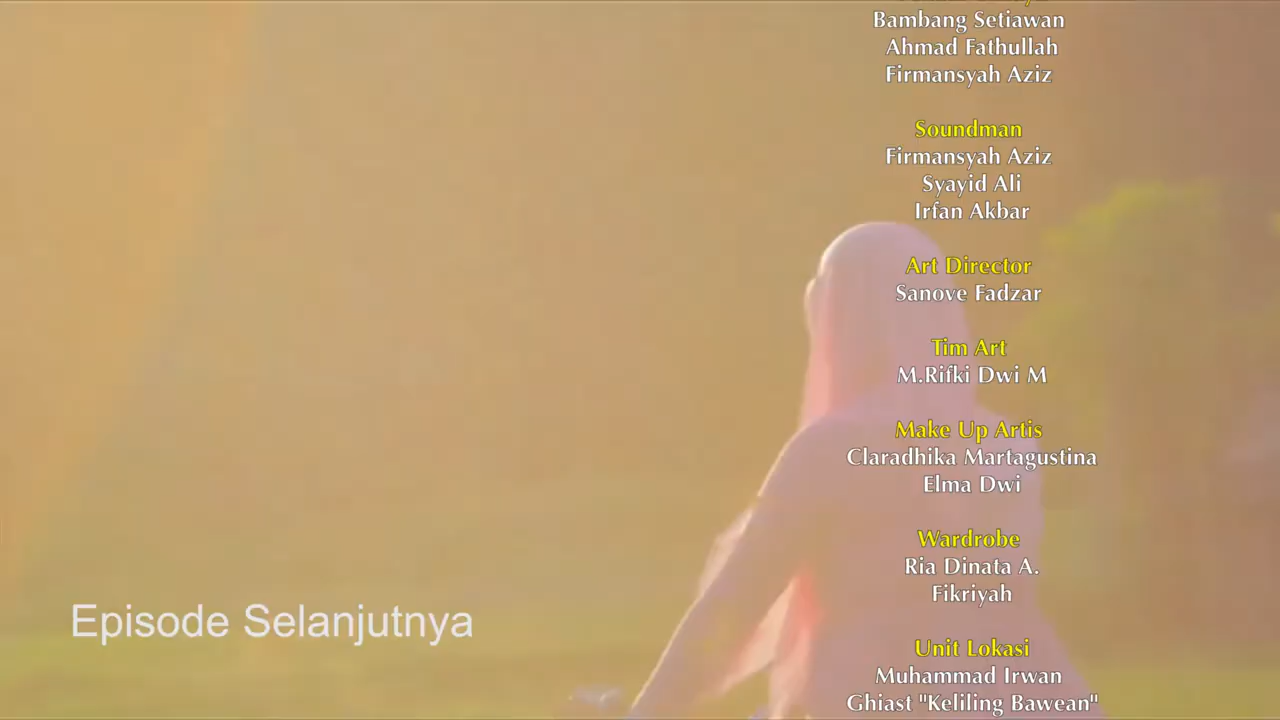 Bambang Setiawan
Ahmad Fathullah
Firmansyah Aziz
Soundman
Firmansyah Aziz
Syayid Ali
Irfan Akbar
Art Director
Sanove Fadzar
Tim Art
M.Rifki Dwi M
Make Up Artis
Claradhika Martagustina
Elma Dwi
Wardrobe
Ria Dinata A.
Fikriyah
Unit Lokasi
Muhammad Irwan
Ghiast "Keliling Bawean"
Episode Selanjutnya